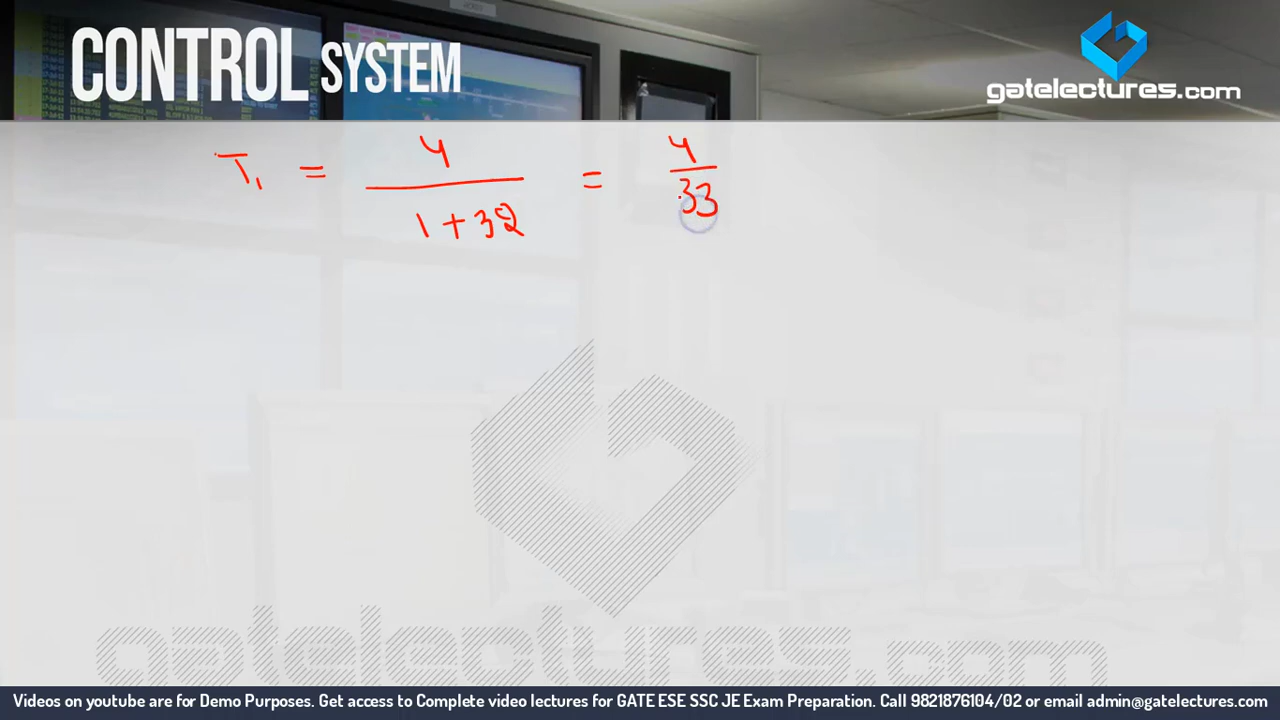 CONTROL SYSTEM
gatelectures.com
T₁ = 4 / (1 + 32) = 4 / 33
gatelectures.com
Videos on youtube are for Demo Purposes. Get access to Complete video lectures for GATE ESE SSC JE Exam Preparation. Call 9821876104/02 or email admin@gatelectures.com